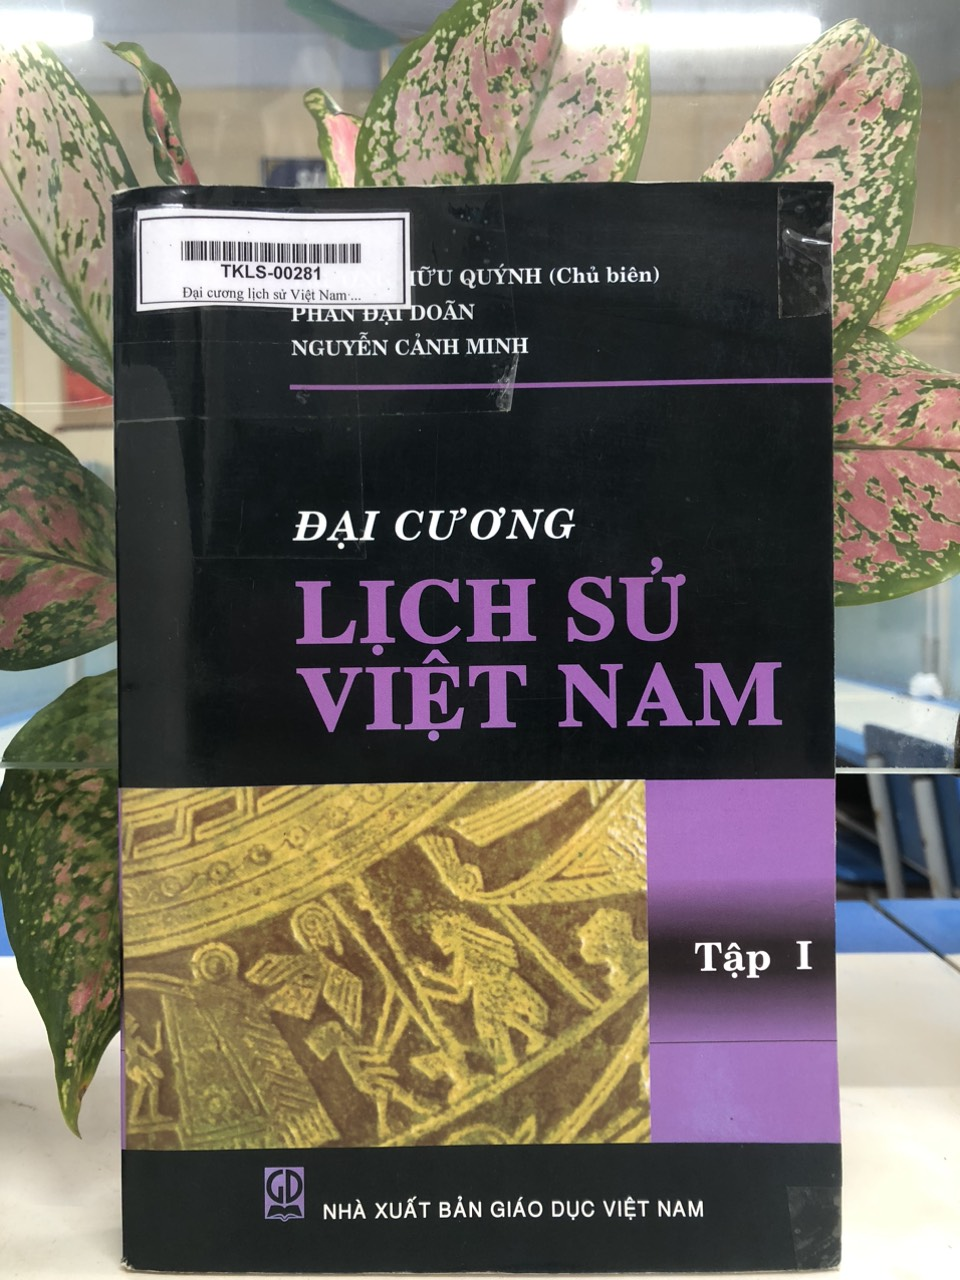 TKLS-00281
Đại cương lịch sử Việt Nam ...
HỮU QUÝNH (Chủ biên)
PHAN ĐẠI DOÃN
NGUYỄN CẢNH MINH
ĐẠI CƯƠNG
LỊCH SỬ
VIỆT NAM
Tập I
GD
NHÀ XUẤT BẢN GIÁO DỤC VIỆT NAM